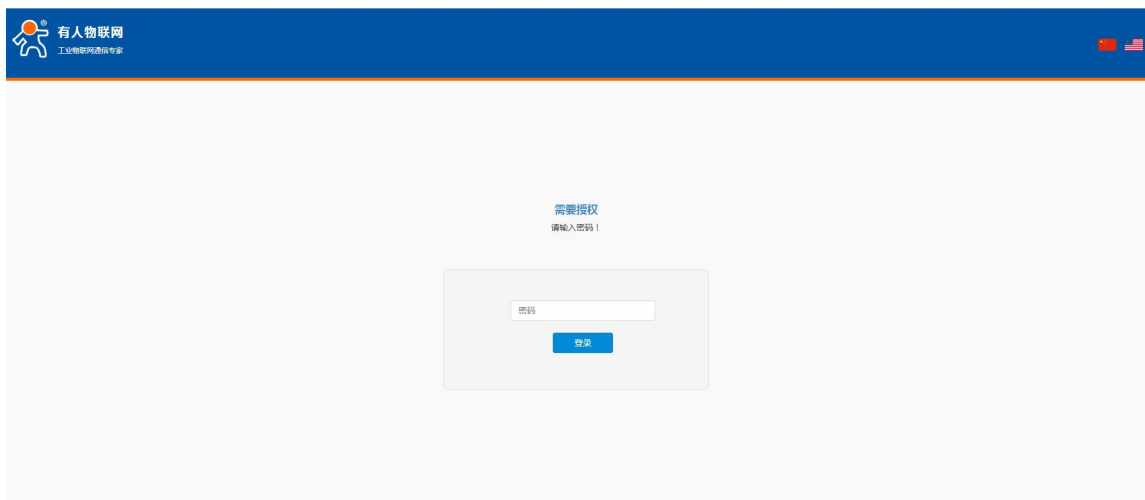 有人物联网
工业物联网通信专家
需要授权
请输入密码！
密码
登录